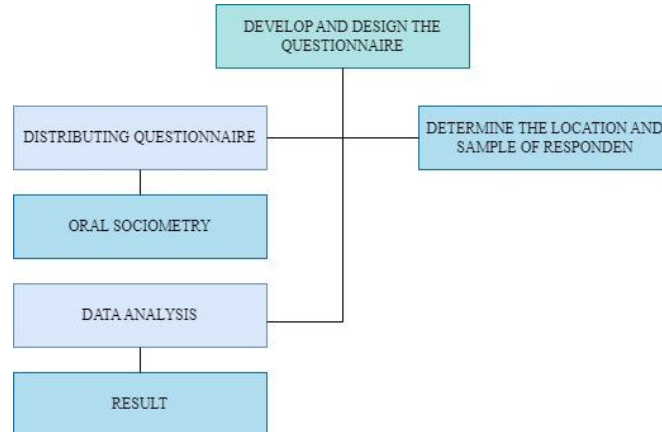 DEVELOP AND DESIGN THE
QUESTIONNAIRE
DISTRIBUTING QUESTIONNAIRE
DETERMINE THE LOCATION AND
SAMPLE OF RESPONDEN
ORAL SOCIOMETRY
DATA ANALYSIS
RESULT